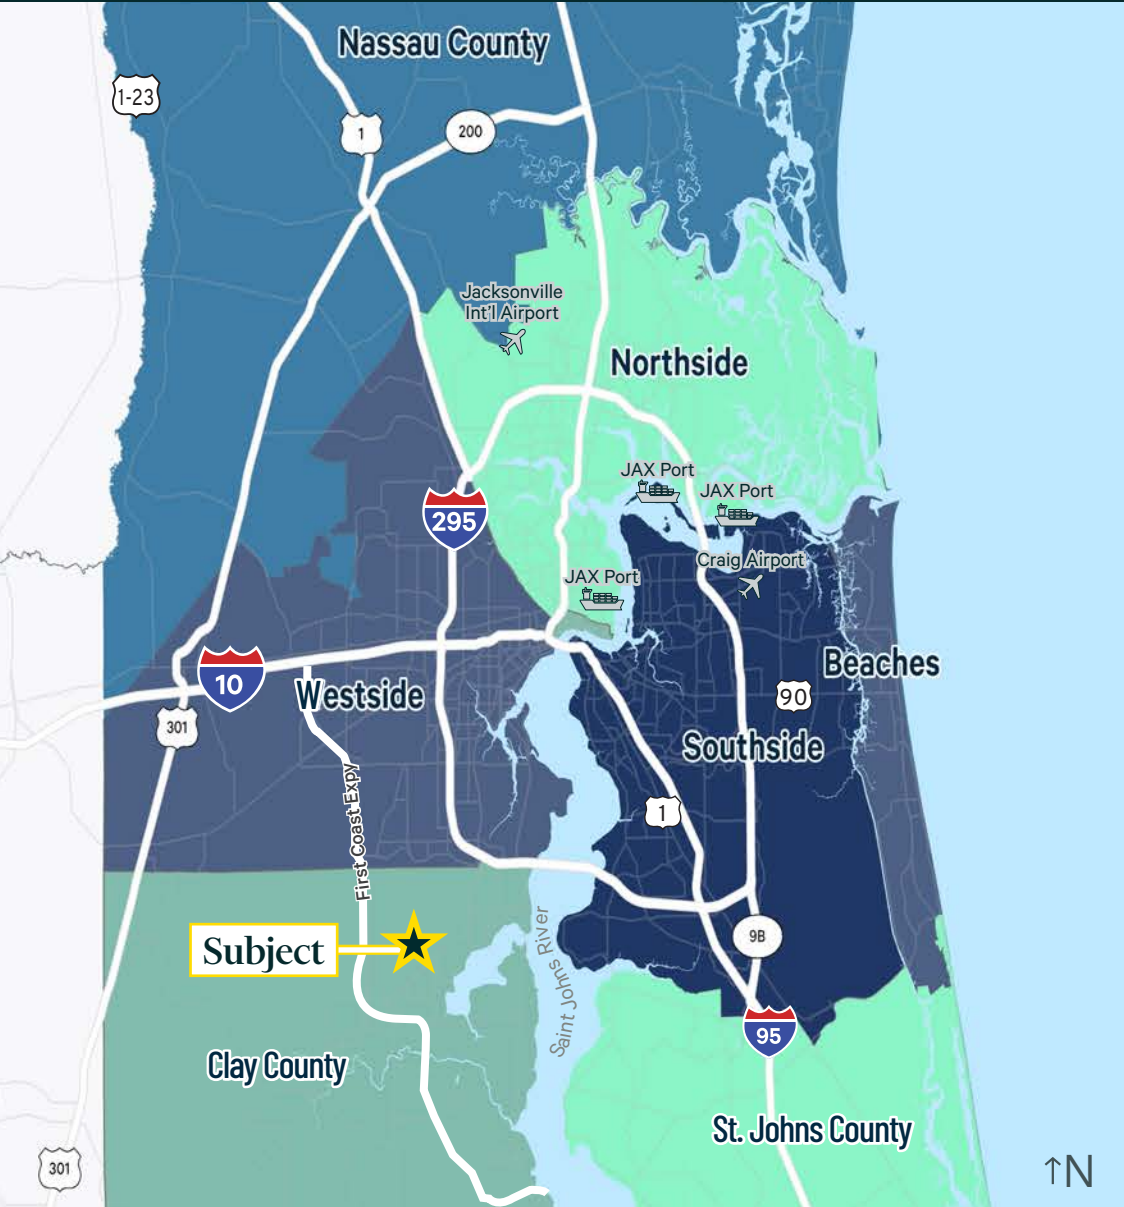 Nassau County
1-23
1
200
Jacksonville
Int'l Airport
Northside
JAX Port
JAX Port
295
Craig Airport
JAX Port
Beaches
10
Westside
90
301
Southside
First Coast Expy
1
Subject
Saint Johns River
9B
95
Clay County
St. Johns County
301
↑N